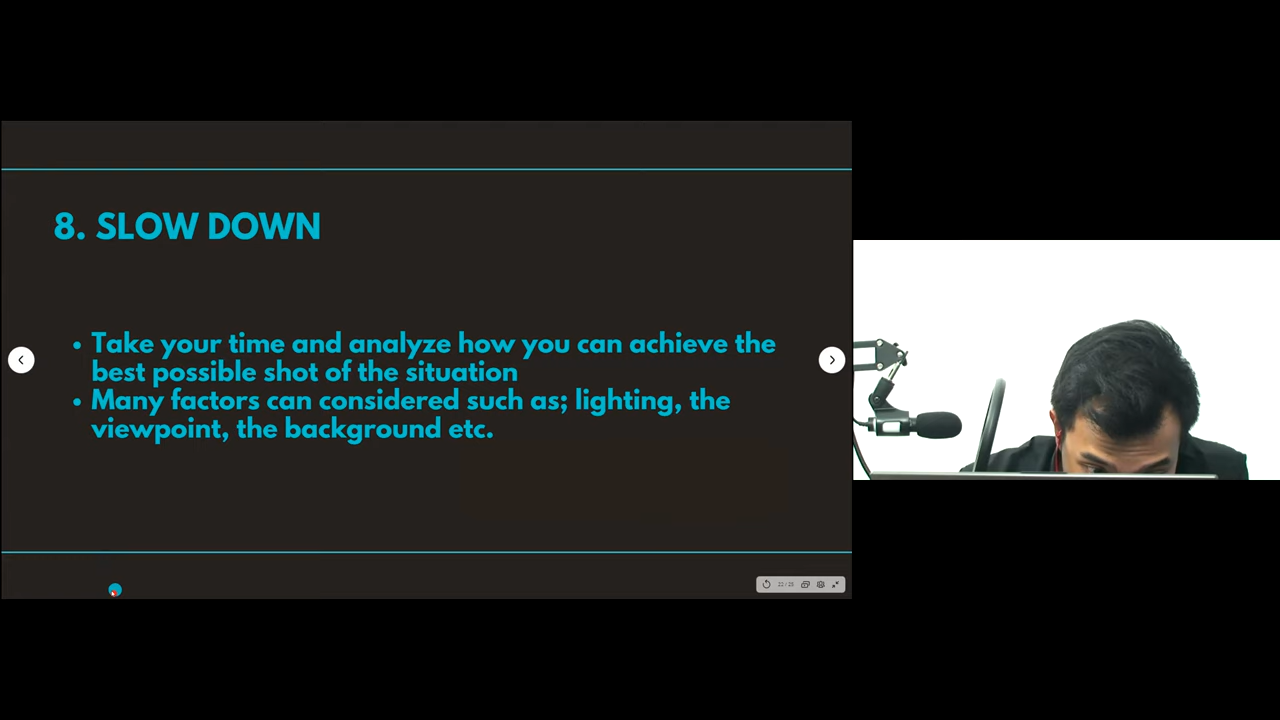 8. SLOW DOWN
• Take your time and analyze how you can achieve the
best possible shot of the situation
• Many factors can considered such as; lighting, the
viewpoint, the background etc.